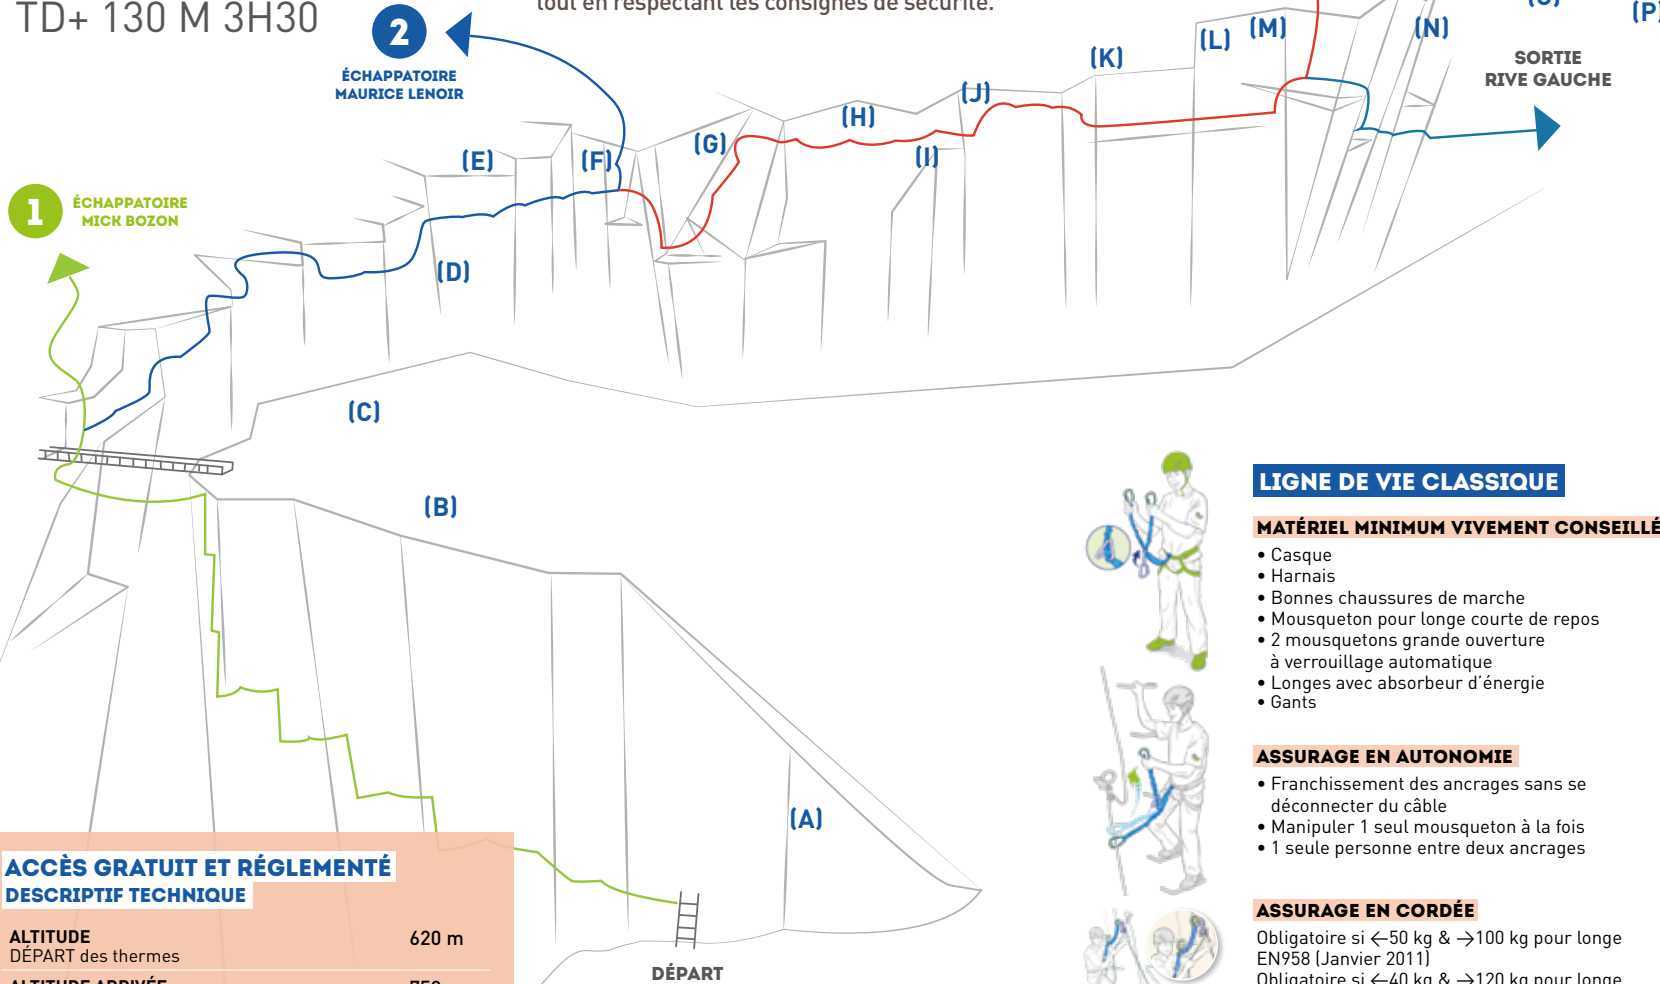 TD+ 130 M 3H30
tout en respectant les consignes de sécurité.
2
ÉCHAPPATOIRE
MAURICE LENOIR
1
ÉCHAPPATOIRE
MICK BOZON
(A)
(B)
(C)
(D)
(E)
(F)
(G)
(H)
(I)
(J)
(K)
(L)
(M)
(N)
(P)
SORTIE
RIVE GAUCHE
DÉPART
ACCÈS GRATUIT ET RÉGLEMENTÉ
DESCRIPTIF TECHNIQUE
ALTITUDE 620 m
DÉPART des thermes
ALTITUDE ARRIVÉE
LIGNE DE VIE CLASSIQUE
MATÉRIEL MINIMUM VIVEMENT CONSEILLÉ
• Casque
• Harnais
• Bonnes chaussures de marche
• Mousqueton pour longe courte de repos
• 2 mousquetons grande ouverture
à verrouillage automatique
• Longes avec absorbeur d’énergie
• Gants
ASSURAGE EN AUTONOMIE
• Franchissement des ancrages sans se
déconnecter du câble
• Manipuler 1 seul mousqueton à la fois
• 1 seule personne entre deux ancrages
ASSURAGE EN CORDÉE
Obligatoire si ←50 kg & →100 kg pour longe
EN958 (Janvier 2011)
Obligatoire si ←40 kg & →120 kg pour longe